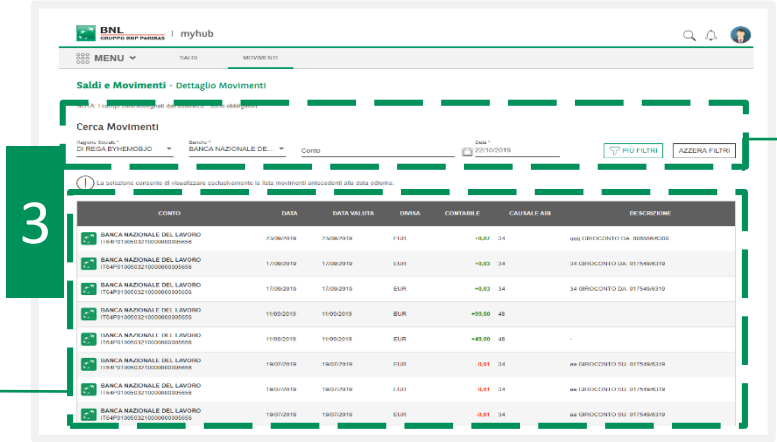 BNL
GRUPPO BNP PARIBAS
myhub
MENU SALDI MOVIMENTI
Saldi e Movimenti - Dettaglio Movimenti
Cerca Movimenti
Ragione Sociale * Banche * Data *
DI REGA EYHEMOBJO BANCA NAZIONALE DE... Conto 22/10/2019 PIÙ FILTRI AZZERA FILTRI
La selezione consente di visualizzare esclusivamente la lista movimenti antecedenti alla data odierna.
3
CONTO DATA DATA VALUTA DIVISA CONTABILE CAUSALE ABI DESCRIZIONE
BANCA NAZIONALE DEL LAVORO
23/09/2019 23/09/2019 EUR +0,07 34 GIROCONTO DA:
BANCA NAZIONALE DEL LAVORO
17/09/2019 17/09/2019 EUR +0,03 34 34 GIROCONTO DA: 017549/6319
BANCA NAZIONALE DEL LAVORO
17/09/2019 17/09/2019 EUR +0,03 34 34 GIROCONTO DA: 017549/6319
BANCA NAZIONALE DEL LAVORO
11/09/2019 11/09/2019 EUR +99,00 48
BANCA NAZIONALE DEL LAVORO
11/09/2019 11/09/2019 EUR +49,00 48 -
BANCA NAZIONALE DEL LAVORO
19/07/2019 19/07/2019 EUR -0,01 34 aa GIROCONTO SU: 017549/6319
BANCA NAZIONALE DEL LAVORO
19/07/2019 19/07/2019 EUR -0,01 34 aa GIROCONTO SU: 017549/6319
BANCA NAZIONALE DEL LAVORO
19/07/2019 19/07/2019 EUR -0,01 34 aa GIROCONTO SU: 017549/6319